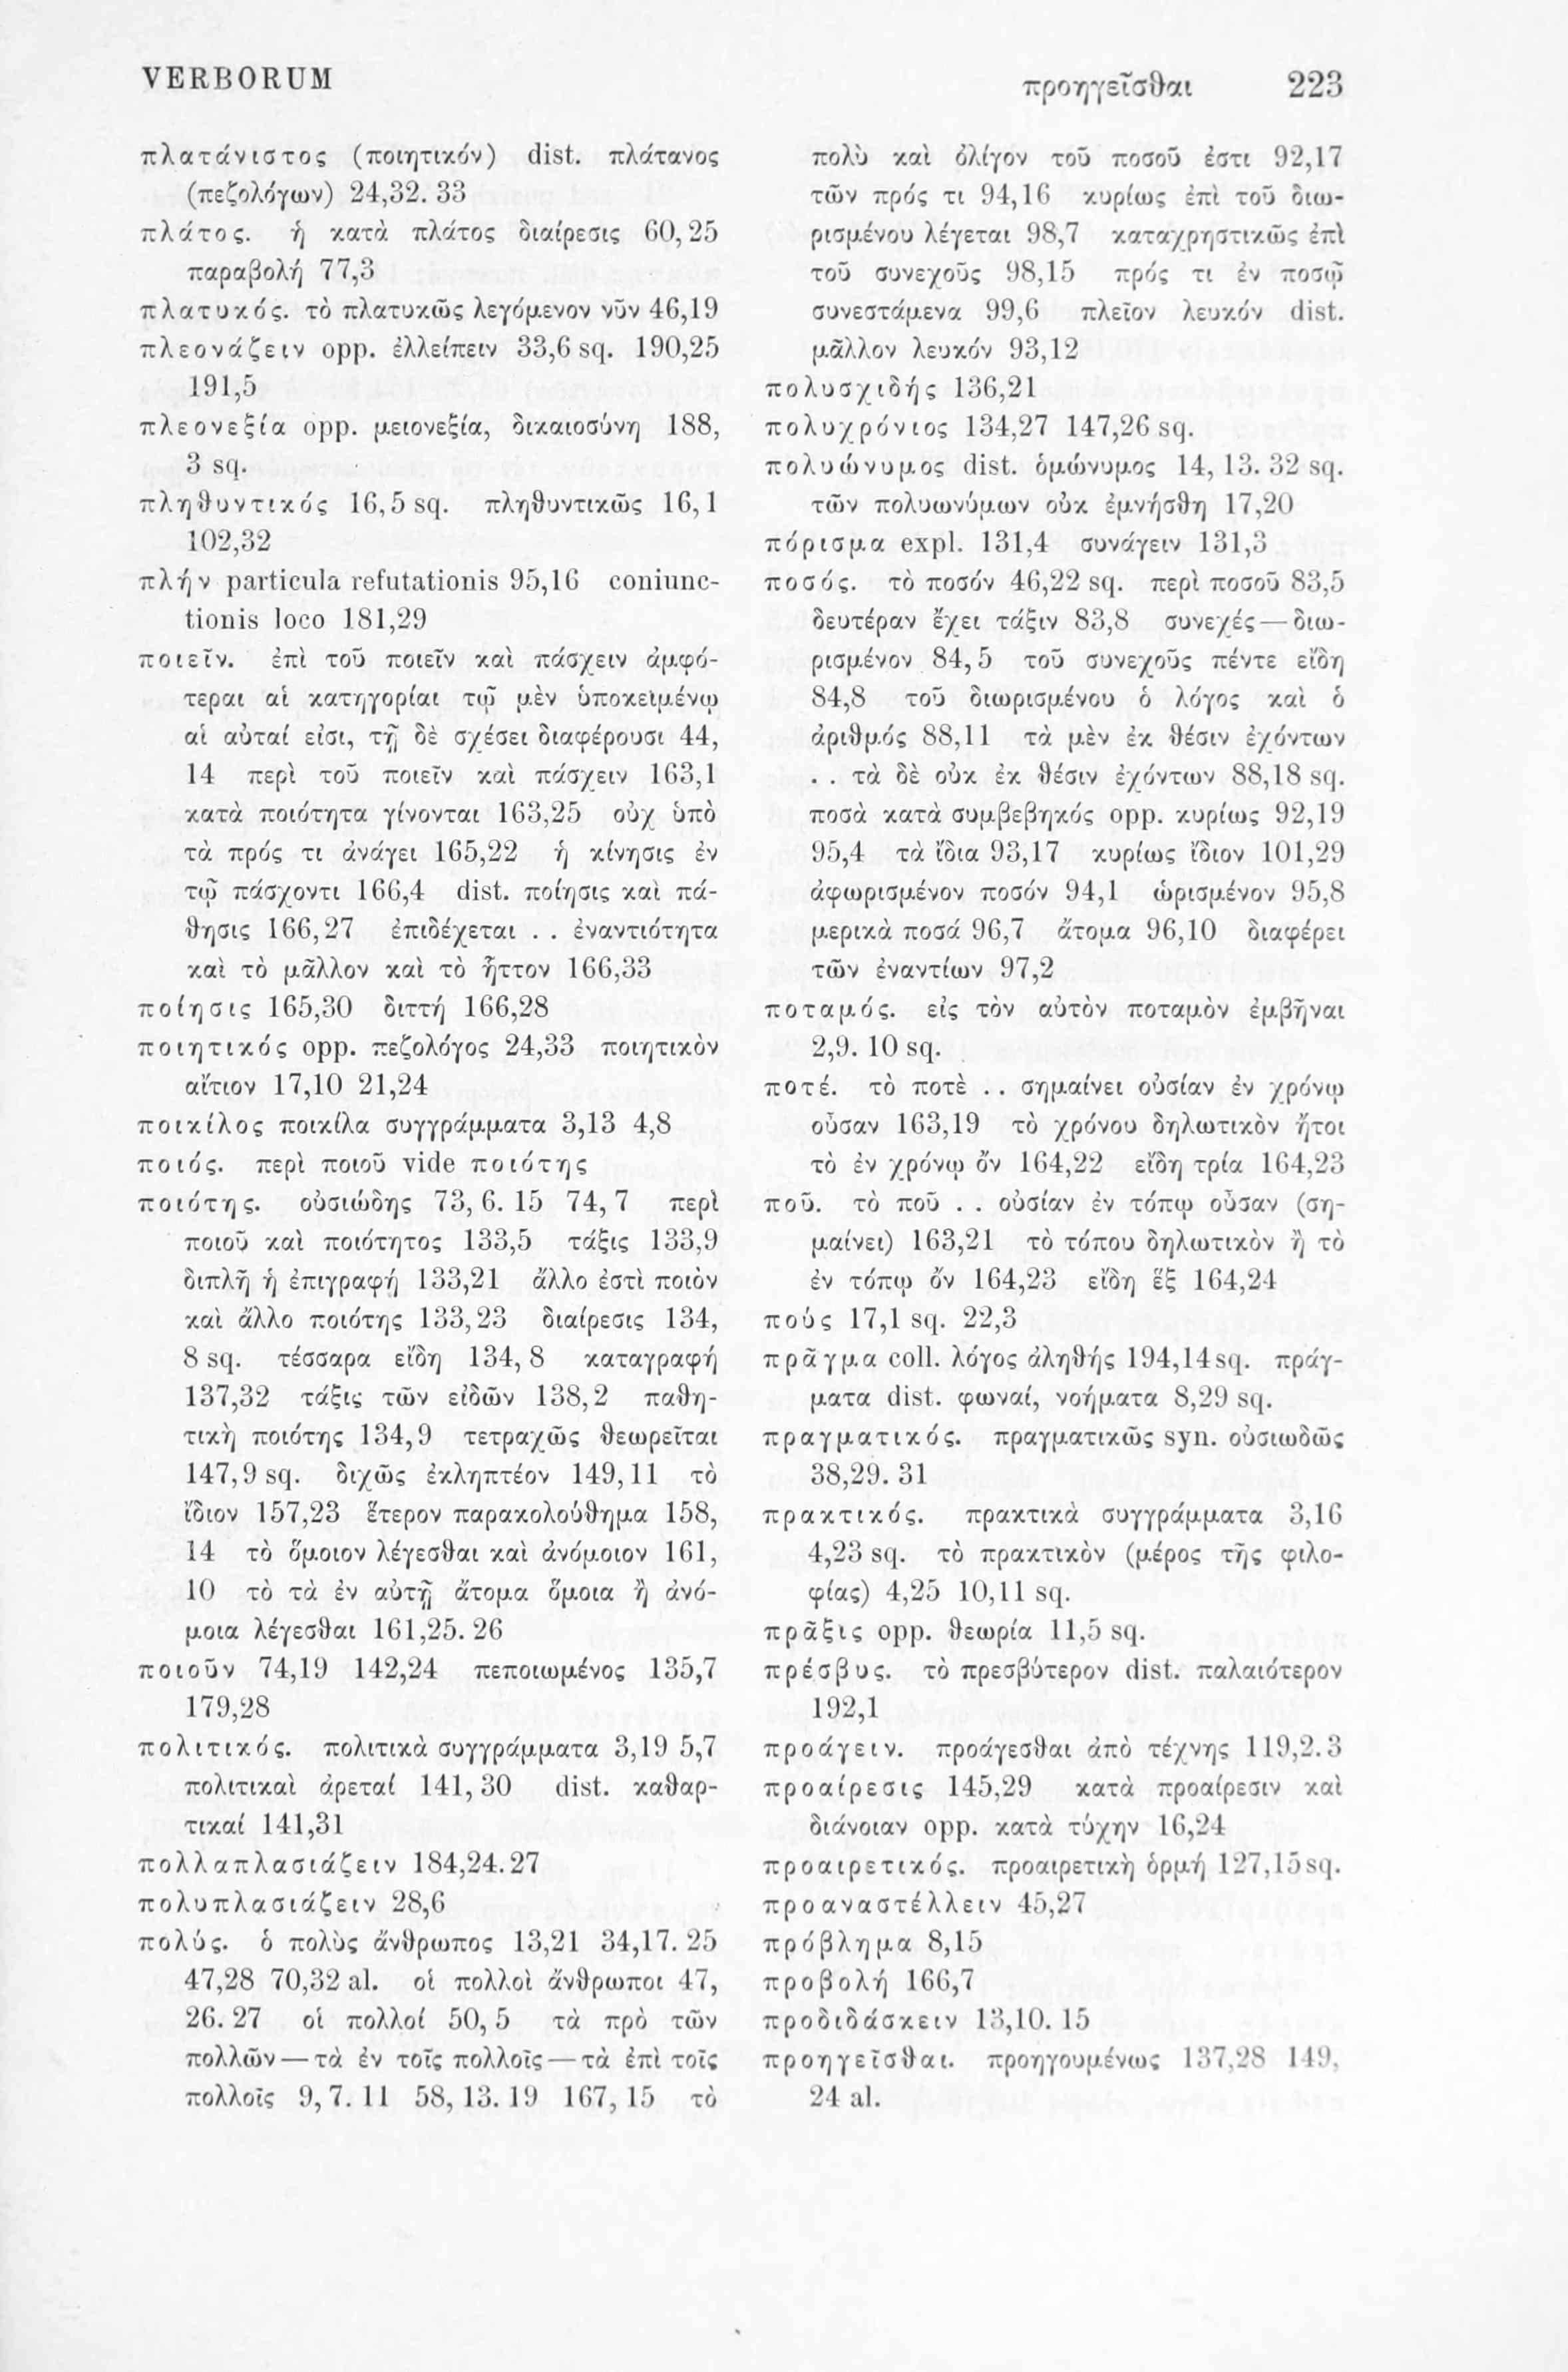 VERBORUM προηγεῖσθαι 223
πλατάνιστος (ποιητικόν) dist. πλάτανος
(πεζολόγων) 24,32. 33
πλάτος. ἡ κατὰ πλάτος διαίρεσις 60,25
παραβολή 77,3
πλατυκός. τὸ πλατυκῶς λεγόμενον νῦν 46,19
πλεονάζειν opp. ἐλλείπειν 33,6 sq. 190,25
191,5
πλεονεξία opp. μειονεξία, δικαιοσύνη 188,
3 sq.
πληθυντικός 16,5 sq. πληθυντικῶς 16,1
102,32
πλήν particula refutationis 95,16 coniunc-
tionis loco 181,29
ποιεῖν. ἐπὶ τοῦ ποιεῖν καὶ πάσχειν ἀμφό-
τεραι αἱ κατηγορίαι τῷ μὲν ὑποκειμένῳ
αἱ αὐταί εἰσι, τῇ δὲ σχέσει διαφέρουσι 44,
14 περὶ τοῦ ποιεῖν καὶ πάσχειν 163,1
κατὰ ποιότητα γίνονται 163,25 οὐχ ὑπὸ
τὰ πρός τι ἀνάγει 165,22 ἡ κίνησις ἐν
τῷ πάσχοντι 166,4 dist. ποίησις καὶ πά-
θησις 166,27 ἐπιδέχεται . . ἐναντιότητα
καὶ τὸ μᾶλλον καὶ τὸ ἧττον 166,33
ποίησις 165,30 διττή 166,28
ποιητικός opp. πεζολόγος 24,33 ποιητικὸν
αἴτιον 17,10 21,24
ποικίλος ποικίλα συγγράμματα 3,13 4,8
ποιός. περὶ ποιοῦ vide ποιότης
ποιότης. οὐσιώδης 73, 6. 15 74, 7 περὶ
ποιοῦ καὶ ποιότητος 133,5 τάξις 133,9
διπλῆ ἡ ἐπιγραφή 133,21 ἄλλο ἐστὶ ποιὸν
καὶ ἄλλο ποιότης 133,23 διαίρεσις 134,
8 sq. τέσσαρα εἴδη 134, 8 καταγραφή
137,32 τάξις τῶν εἰδῶν 138,2 παθη-
τικὴ ποιότης 134,9 τετραχῶς θεωρεῖται
147,9 sq. διχῶς ἐκληπτέον 149,11 τὸ
ἴδιον 157,23 ἕτερον παρακολούθημα 158,
14 τὸ ὅμοιον λέγεσθαι καὶ ἀνόμοιον 161,
10 τὸ τὰ ἐν αὐτῇ ἄτομα ὅμοια ἢ ἀνό-
μοια λέγεσθαι 161,25. 26
ποιοῦν 74,19 142,24 πεποιωμένος 135,7
179,28
πολιτικός. πολιτικὰ συγγράμματα 3,19 5,7
πολιτικαὶ ἀρεταί 141, 30 dist. καθαρ-
τικαί 141,31
πολλαπλασιάζειν 184,24. 27
πολυπλασιάζειν 28,6
πολύς. ὁ πολὺς ἄνθρωπος 13,21 34,17. 25
47,28 70,32 al. οἱ πολλοὶ ἄνθρωποι 47,
26. 27 οἱ πολλοί 50, 5 τὰ πρὸ τῶν
πολλῶν — τὰ ἐν τοῖς πολλοῖς — τὰ ἐπὶ τοῖς
πολλοῖς 9, 7. 11 58, 13. 19 167, 15 τὸ
πολὺ καὶ ὀλίγον τοῦ ποσοῦ ἐστι 92,17
τῶν πρός τι 94,16 κυρίως ἐπὶ τοῦ διω-
ρισμένου λέγεται 98,7 καταχρηστικῶς ἐπὶ
τοῦ συνεχοῦς 98,15 πρός τι ἐν ποσῷ
συνεστάμενα 99,6 πλεῖον λευκόν dist.
μᾶλλον λευκόν 93,12
πολυσχιδής 136,21
πολυχρόνιος 134,27 147,26 sq.
πολυώνυμος dist. ὁμώνυμος 14, 13. 32 sq.
τῶν πολυωνύμων οὐκ ἐμνήσθη 17,20
πόρισμα expl. 131,4 συνάγειν 131,3
ποσός. τὸ ποσόν 46,22 sq. περὶ ποσοῦ 83,5
δευτέραν ἔχει τάξιν 83,8 συνεχές — διω-
ρισμένον 84, 5 τοῦ συνεχοῦς πέντε εἴδη
84,8 τοῦ διωρισμένου ὁ λόγος καὶ ὁ
ἀριθμός 88,11 τὰ μὲν ἐκ θέσιν ἐχόντων
. . τὰ δὲ οὐκ ἐκ θέσιν ἐχόντων 88,18 sq.
ποσὰ κατὰ συμβεβηκός opp. κυρίως 92,19
95,4 τὰ ἴδια 93,17 κυρίως ἴδιον 101,29
ἀφωρισμένον ποσόν 94,1 ὡρισμένον 95,8
μερικὰ ποσά 96,7 ἄτομα 96,10 διαφέρει
τῶν ἐναντίων 97,2
ποταμός. εἰς τὸν αὐτὸν ποταμὸν ἐμβῆναι
2,9. 10 sq.
ποτέ. τὸ ποτὲ . . σημαίνει οὐσίαν ἐν χρόνῳ
οὖσαν 163,19 τὸ χρόνου δηλωτικὸν ἤτοι
τὸ ἐν χρόνῳ ὄν 164,22 εἴδη τρία 164,23
ποῦ. τὸ ποῦ . . οὐσίαν ἐν τόπῳ οὖσαν (ση-
μαίνει) 163,21 τὸ τόπου δηλωτικὸν ἢ τὸ
ἐν τόπῳ ὄν 164,23 εἴδη ἕξ 164,24
πούς 17,1 sq. 22,3
πρᾶγμα coll. λόγος ἀληθής 194,14 sq. πράγ-
ματα dist. φωναί, νοήματα 8,29 sq.
πραγματικός. πραγματικῶς syn. οὐσιωδῶς
38,29. 31
πρακτικός. πρακτικὰ συγγράμματα 3,16
4,23 sq. τὸ πρακτικὸν (μέρος τῆς φιλο-
φίας) 4,25 10,11 sq.
πρᾶξις opp. θεωρία 11,5 sq.
πρέσβυς. τὸ πρεσβύτερον dist. παλαιότερον
192,1
προάγειν. προάγεσθαι ἀπὸ τέχνης 119,2. 3
προαίρεσις 145,29 κατὰ προαίρεσιν καὶ
διάνοιαν opp. κατὰ τύχην 16,24
προαιρετικός. προαιρετικὴ ὁρμή 127,15 sq.
προαναστέλλειν 45,27
πρόβλημα 8,15
προβολή 166,7
προδιδάσκειν 13,10. 15
προηγεῖσθαι. προηγουμένως 137,28 149,
24 al.